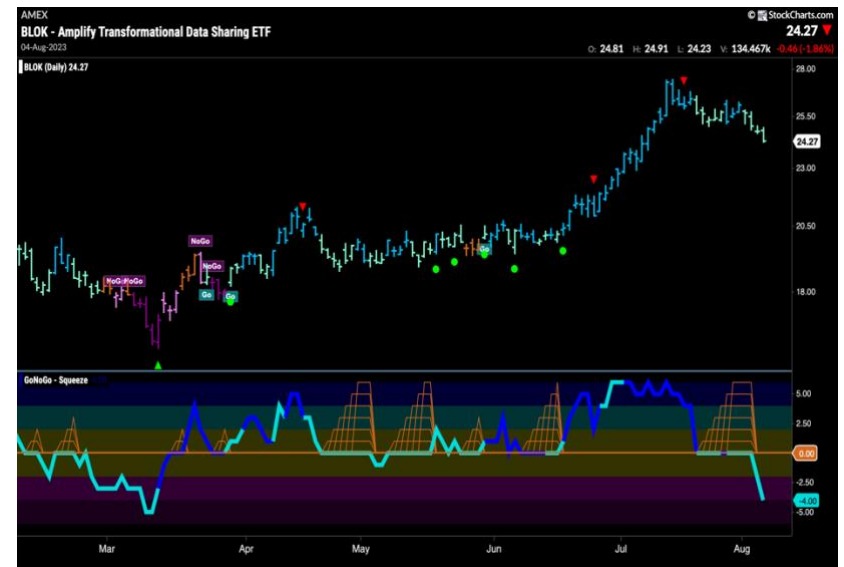 AMEX
© StockCharts.com
BLOK - Amplify Transformational Data Sharing ETF
24.27
04-Aug-2023
O: 24.81 H: 24.91 L: 24.23 V: 134.467k -0.46 (-1.86%)
BLOK (Daily) 24.27
28.00
25.50
24.27
23.00
20.50
18.00
NoGo
NoGo
NoGo
NoGo
Go
Go
Go
GoNoGo - Squeeze
5.00
2.50
0.00
-2.50
-4.00
-5.00
Mar Apr May Jun Jul Aug